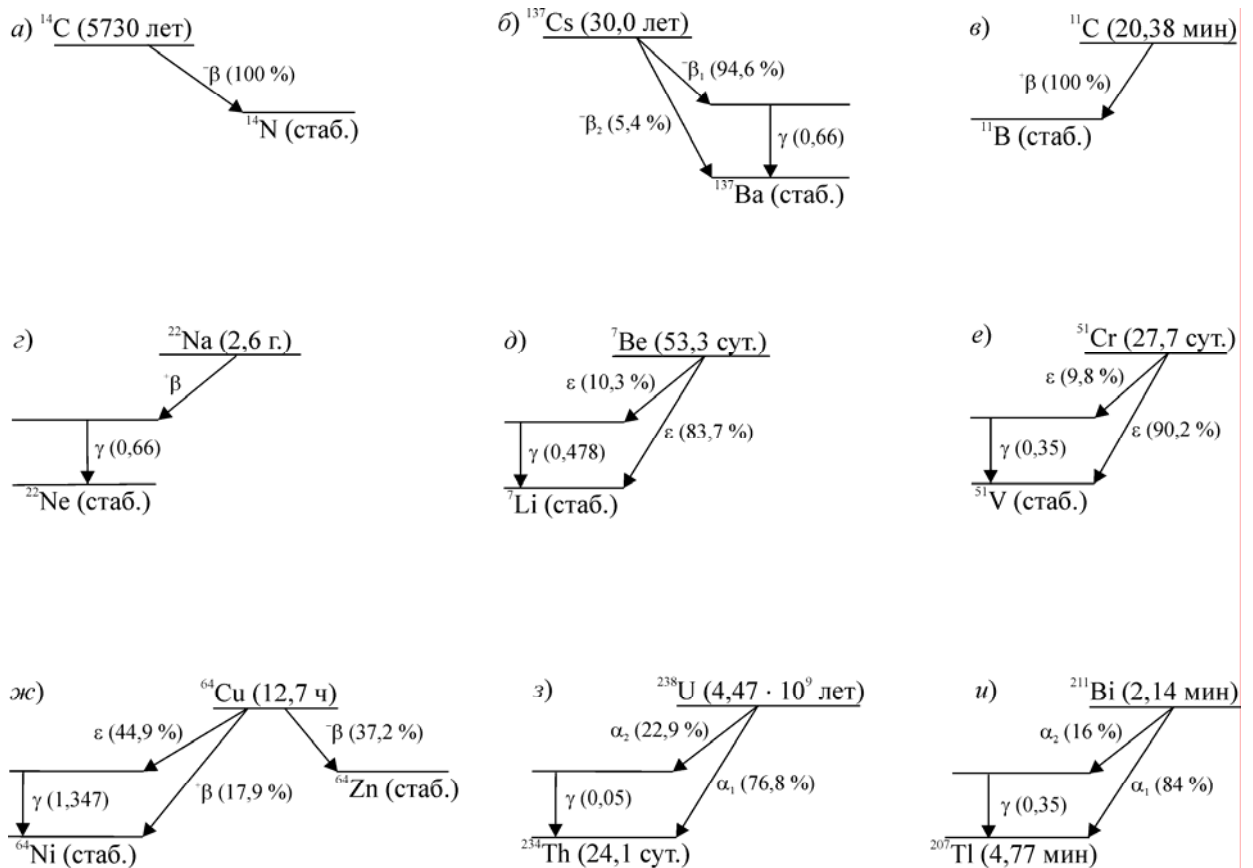 а) ¹⁴C (5730 лет)
⁻β (100 %)
¹⁴N (стаб.)
б) ¹³⁷Cs (30,0 лет)
⁻β₁ (94,6 %)
⁻β₂ (5,4 %)
γ (0,66)
¹³⁷Ba (стаб.)
в) ¹¹C (20,38 мин)
⁺β (100 %)
¹¹B (стаб.)
г) ²²Na (2,6 г.)
⁺β
γ (0,66)
²²Ne (стаб.)
д) ⁷Be (53,3 сут.)
ε (10,3 %)
ε (83,7 %)
γ (0,478)
⁷Li (стаб.)
е) ⁵¹Cr (27,7 сут.)
ε (9,8 %)
ε (90,2 %)
γ (0,35)
⁵¹V (стаб.)
ж) ⁶⁴Cu (12,7 ч)
ε (44,9 %)
⁻β (37,2 %)
⁶⁴Zn (стаб.)
γ (1,347)
⁺β (17,9 %)
⁶⁴Ni (стаб.)
з) ²³⁸U (4,47 · 10⁹ лет)
α₂ (22,9 %)
γ (0,05)
α₁ (76,8 %)
²³⁴Th (24,1 сут.)
и) ²¹¹Bi (2,14 мин)
α₂ (16 %)
γ (0,35)
α₁ (84 %)
²⁰⁷Tl (4,77 мин)